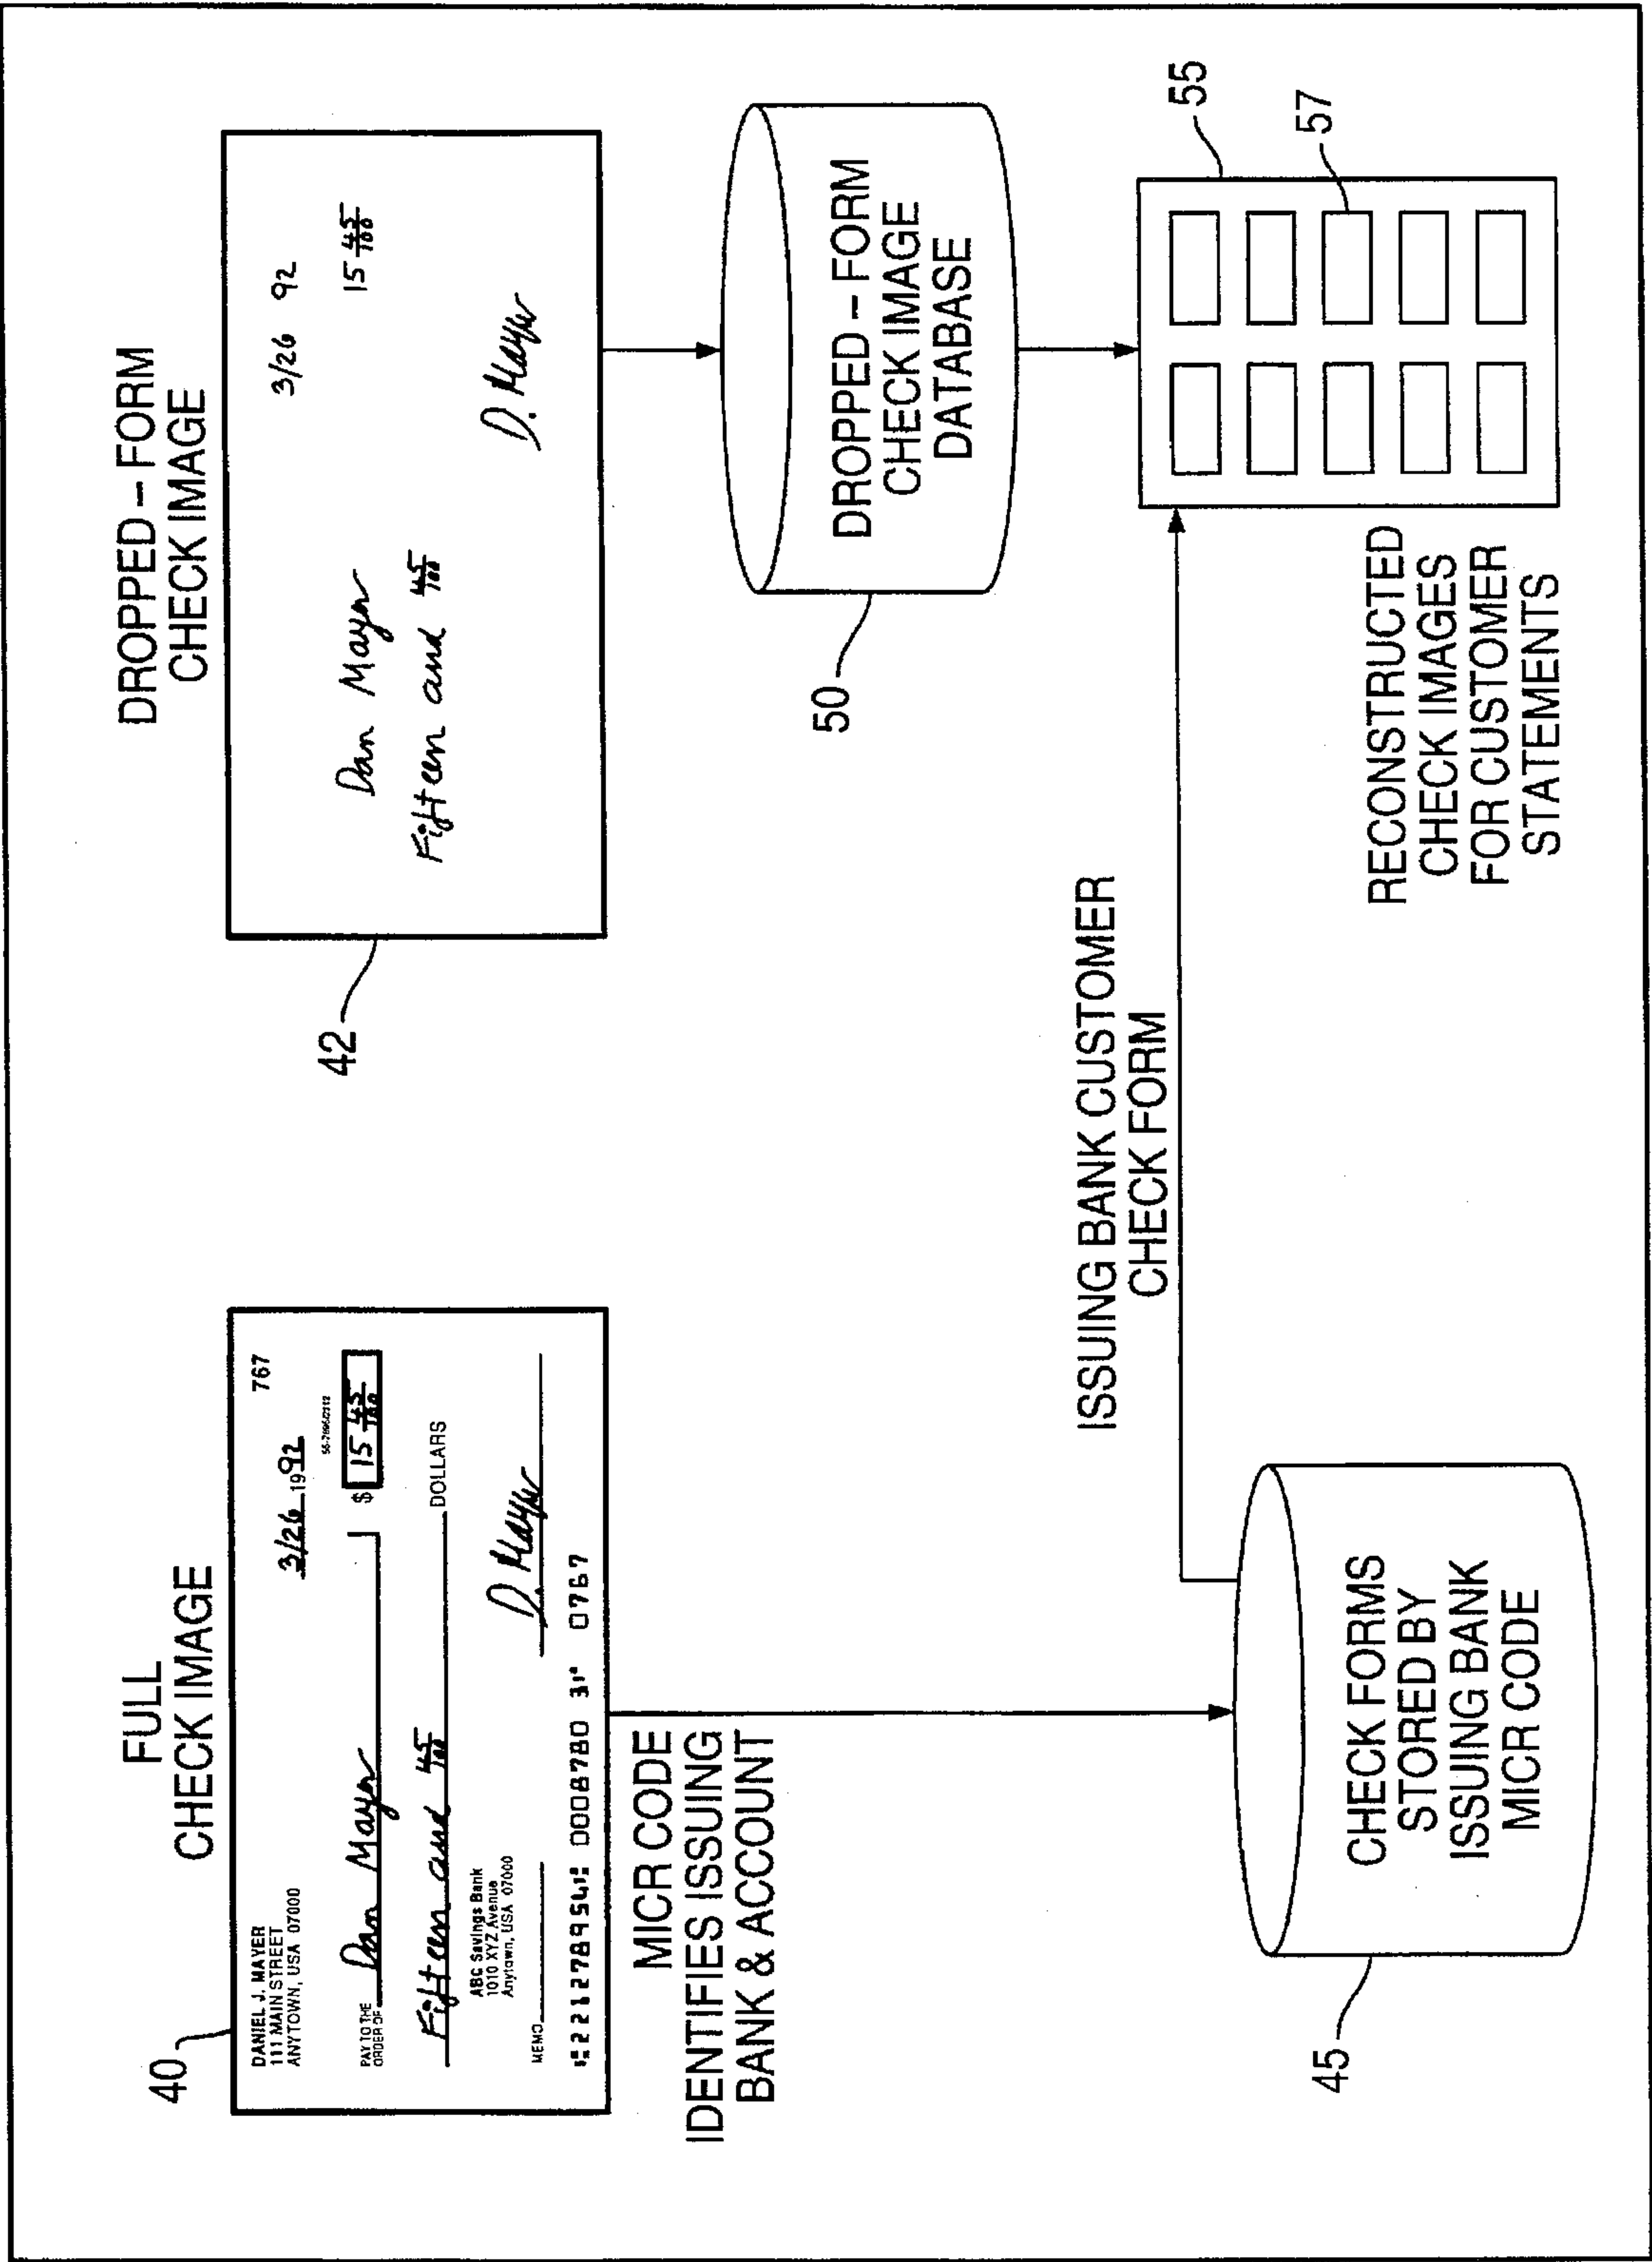 FULL
CHECK IMAGE
40
DANIEL J. MAYER
111 MAIN STREET
ANYTOWN, USA 07000
767
3/26 1992
PAY TO THE
ORDER OF Dan Mayer $ 15 45/100
Fifteen and 45/100 DOLLARS
ABC Savings Bank
1010 XYZ Avenue
Anytown, USA 07000
MEMO D. Mayer
⑆221278954⑆ 0008780 3⑈ 0767
MICR CODE
IDENTIFIES ISSUING
BANK & ACCOUNT
DROPPED – FORM
CHECK IMAGE
42
3/26 92
Dan Mayer 15 45/100
Fifteen and 45/100
D. Mayer
45
CHECK FORMS
STORED BY
ISSUING BANK
MICR CODE
ISSUING BANK CUSTOMER
CHECK FORM
50
DROPPED – FORM
CHECK IMAGE
DATABASE
55
57
RECONSTRUCTED
CHECK IMAGES
FOR CUSTOMER
STATEMENTS